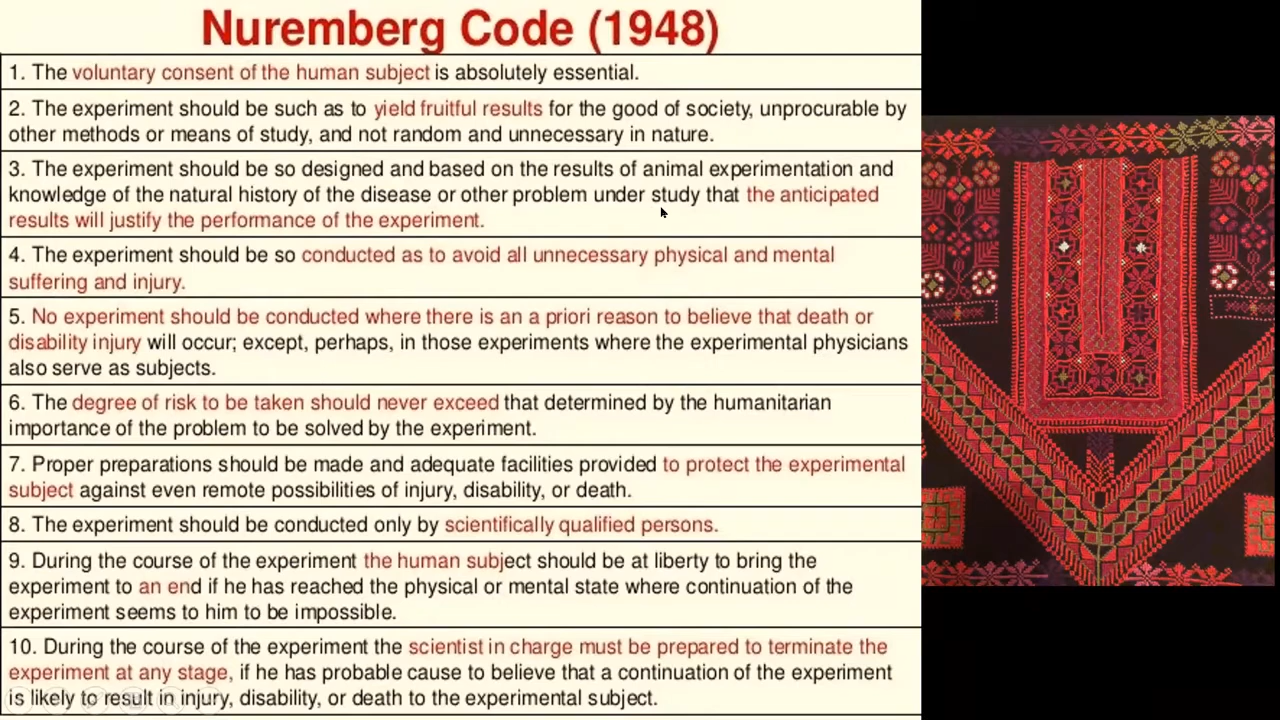 Nuremberg Code (1948)
1. The voluntary consent of the human subject is absolutely essential.
2. The experiment should be such as to yield fruitful results for the good of society, unprocurable by
other methods or means of study, and not random and unnecessary in nature.
3. The experiment should be so designed and based on the results of animal experimentation and
knowledge of the natural history of the disease or other problem under study that the anticipated
results will justify the performance of the experiment.
4. The experiment should be so conducted as to avoid all unnecessary physical and mental
suffering and injury.
5. No experiment should be conducted where there is an a priori reason to believe that death or
disability injury will occur; except, perhaps, in those experiments where the experimental physicians
also serve as subjects.
6. The degree of risk to be taken should never exceed that determined by the humanitarian
importance of the problem to be solved by the experiment.
7. Proper preparations should be made and adequate facilities provided to protect the experimental
subject against even remote possibilities of injury, disability, or death.
8. The experiment should be conducted only by scientifically qualified persons.
9. During the course of the experiment the human subject should be at liberty to bring the
experiment to an end if he has reached the physical or mental state where continuation of the
experiment seems to him to be impossible.
10. During the course of the experiment the scientist in charge must be prepared to terminate the
experiment at any stage, if he has probable cause to believe that a continuation of the experiment
is likely to result in injury, disability, or death to the experimental subject.